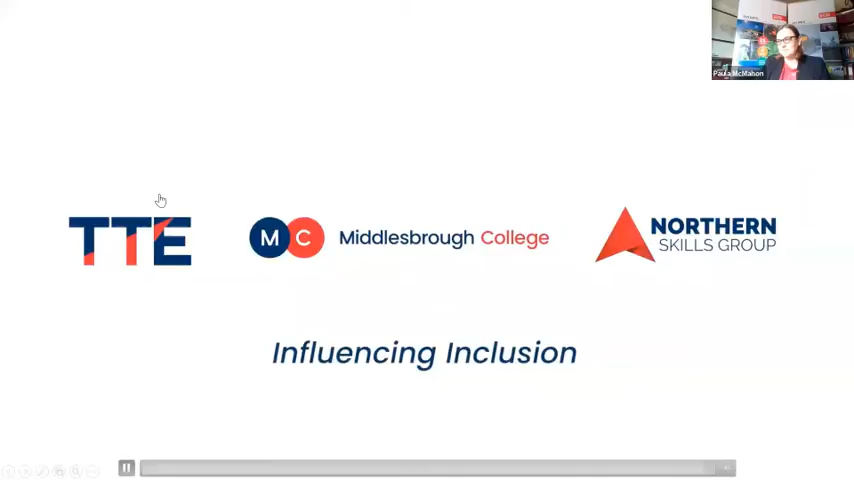 Paula McMahon
TTE
MC Middlesbrough College
NORTHERN
SKILLS GROUP
Influencing Inclusion